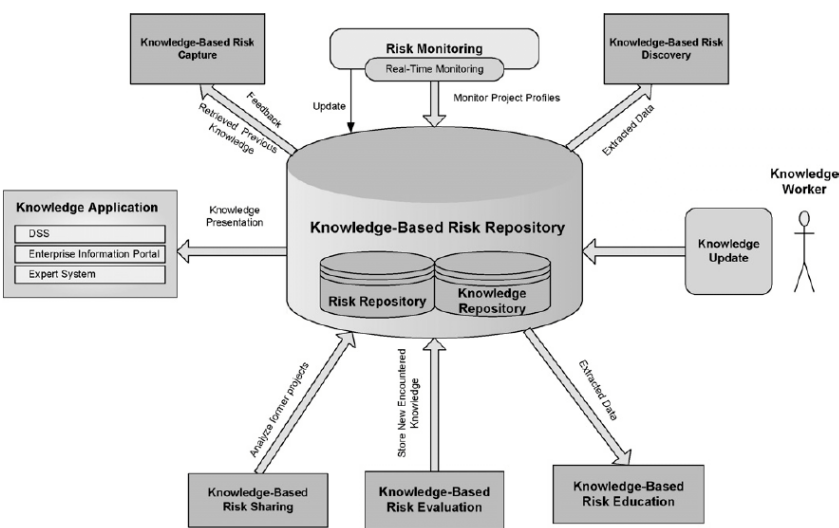 Knowledge-Based Risk
Capture
Risk Monitoring
Real-Time Monitoring
Knowledge-Based Risk
Discovery
Update
Monitor Project Profiles
Feedback
Retrieved Previous
Knowledge
Extracted Data
Knowledge Application
DSS
Enterprise Information Portal
Expert System
Knowledge
Presentation
Knowledge-Based Risk Repository
Risk Repository
Knowledge
Repository
Knowledge
Update
Knowledge
Worker
Analyze former projects
Store New Encountered
Knowledge
Extracted Data
Knowledge-Based
Risk Sharing
Knowledge-Based
Risk Evaluation
Knowledge-Based
Risk Education